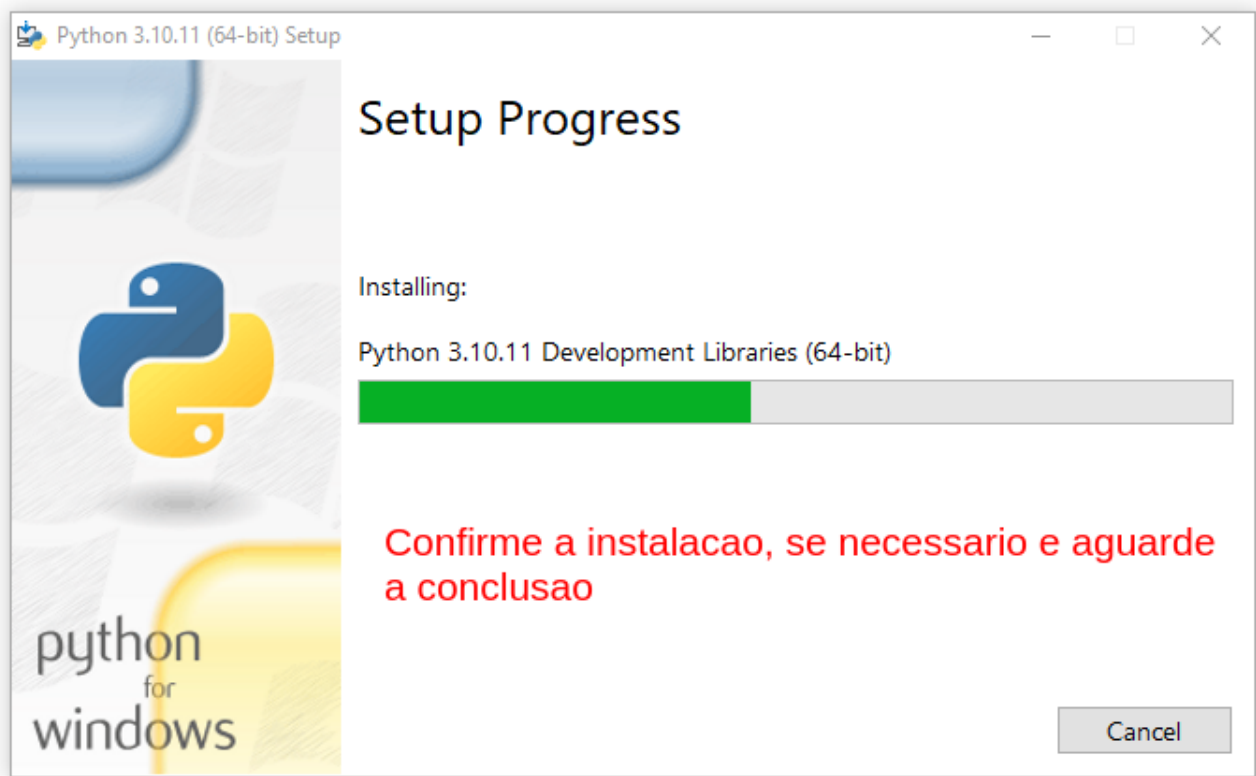 Python 3.10.11 (64-bit) Setup
Setup Progress
Installing:
Python 3.10.11 Development Libraries (64-bit)
Confirme a instalacao, se necessario e aguarde
a conclusao
python
for
windows
Cancel